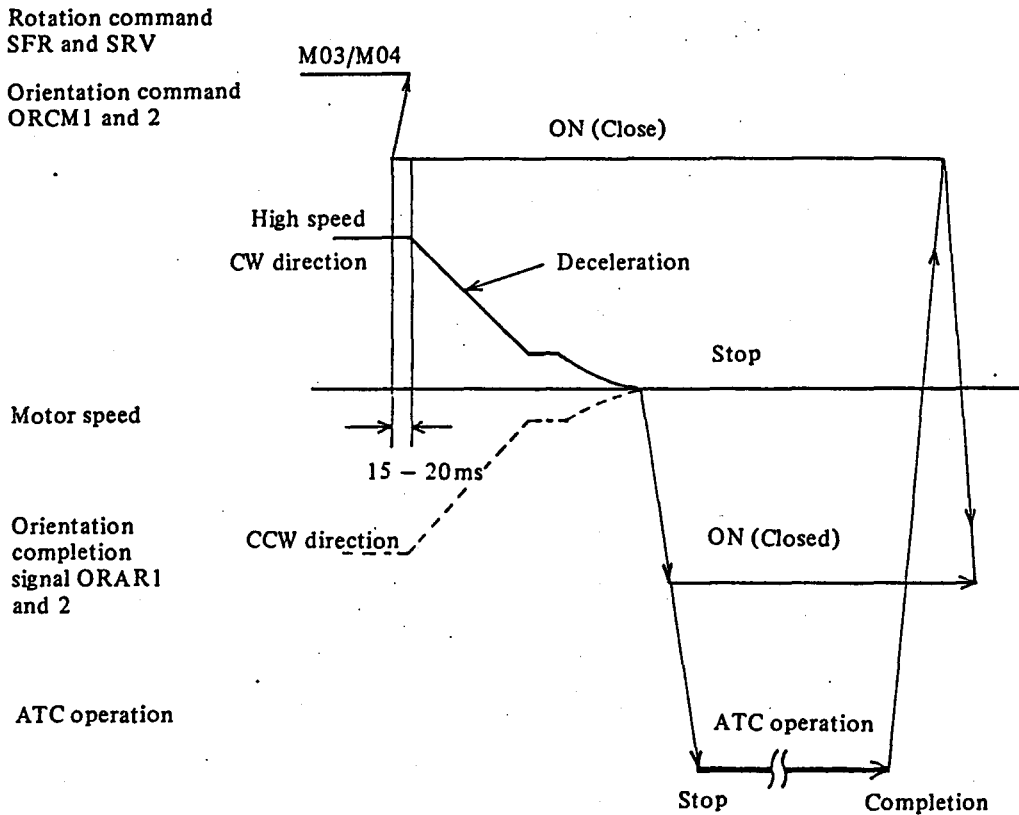 Rotation command
SFR and SRV
M03/M04
Orientation command
ORCM1 and 2
ON (Close)
High speed
CW direction
Deceleration
Stop
Motor speed
15 – 20 ms
Orientation
completion
signal ORAR1
and 2
CCW direction
ON (Closed)
ATC operation
ATC operation
Stop
Completion